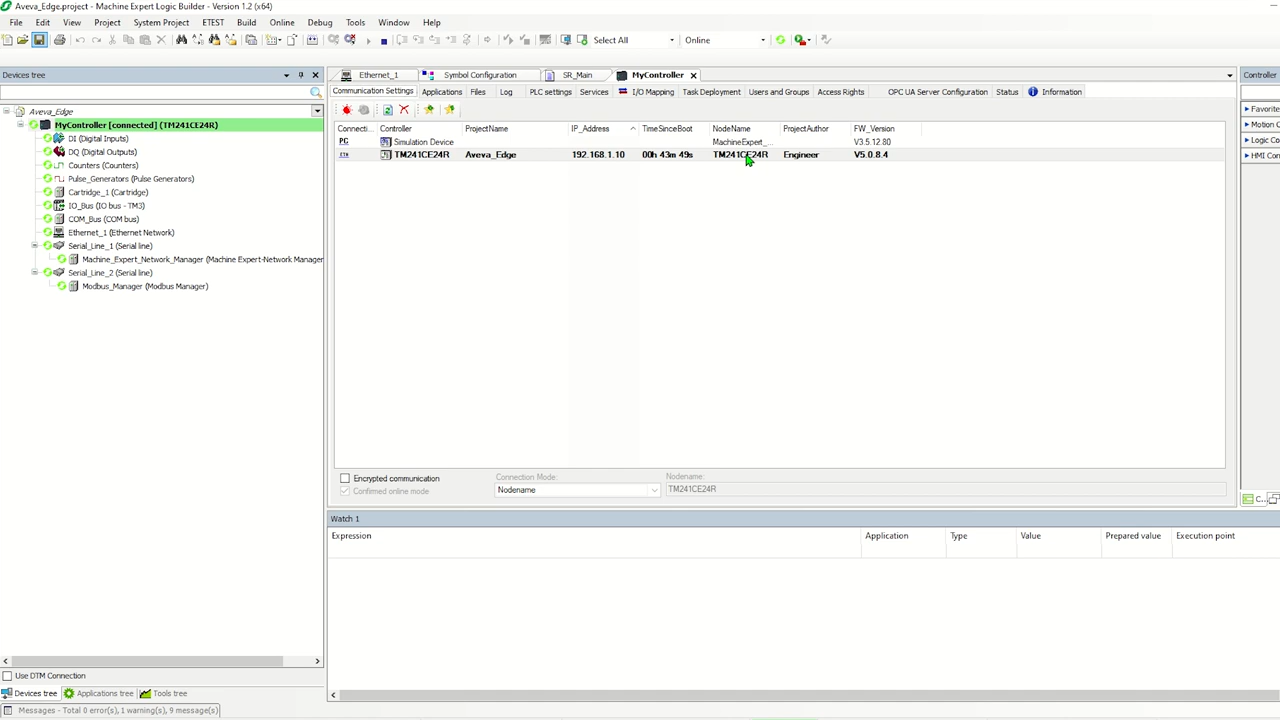 Aveva_Edge.project - Machine Expert Logic Builder - Version 1.2 (x64)
File Edit View Project System Project ETEST Build Online Debug Tools Window Help
Select All Online
Devices tree
Ethernet_1 Symbol Configuration SR_Main MyController Controller
Communication Settings Applications Files Log PLC settings Services I/O Mapping Task Deployment Users and Groups Access Rights OPC UA Server Configuration Status Information
Aveva_Edge
MyController [connected] (TM241CE24R)
DI (Digital Inputs)
DQ (Digital Outputs)
Counters (Counters)
Pulse_Generators (Pulse Generators)
Cartridge_1 (Cartridge)
IO_Bus (IO bus - TM3)
COM_Bus (COM bus)
Ethernet_1 (Ethernet Network)
Serial_Line_1 (Serial line)
Machine_Expert_Network_Manager (Machine Expert-Network Manager
Serial_Line_2 (Serial line)
Modbus_Manager (Modbus Manager)
Connecti... Controller ProjectName IP_Address TimeSinceBoot NodeName ProjectAuthor FW_Version
PC Simulation Device MachineExpert_... V3.5.12.80
ETH TM241CE24R Aveva_Edge 192.168.1.10 00h 43m 49s TM241CE24R Engineer V5.0.8.4
Favorite
Motion C
Logic Co
HMI Con
Encrypted communication
Confirmed online mode
Connection Mode:
Nodename
Nodename:
TM241CE24R
C...
Watch 1
Expression Application Type Value Prepared value Execution point
Use DTM Connection
Devices tree Applications tree Tools tree
Messages - Total 0 error(s), 1 warning(s), 9 message(s)